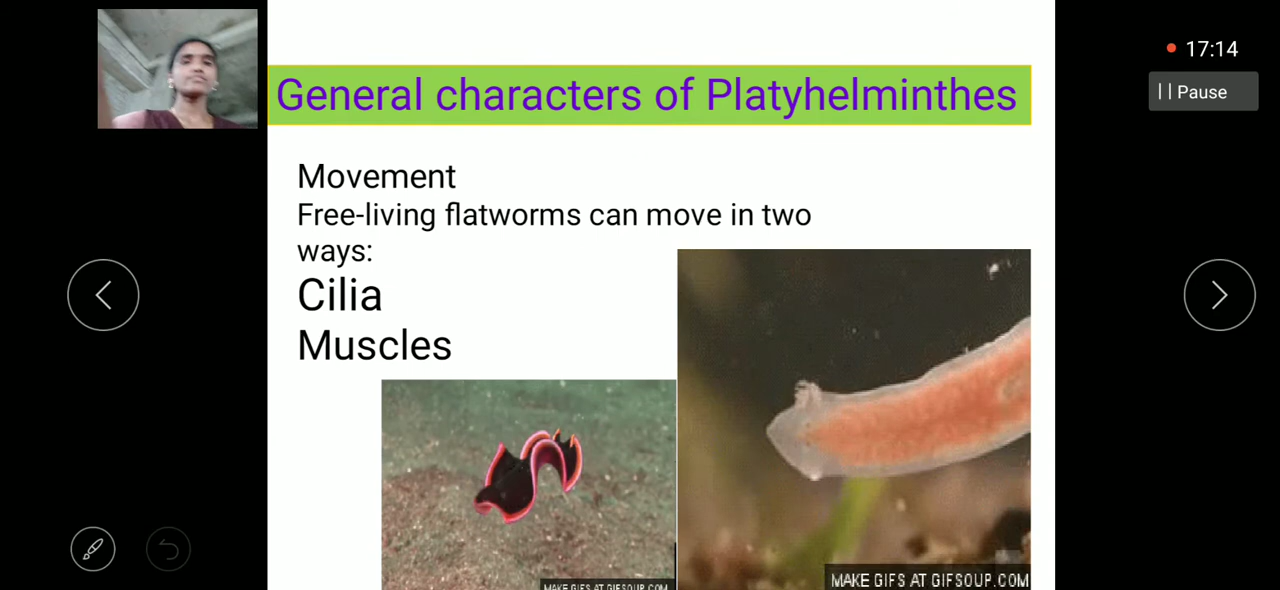 General characters of Platyhelminthes
17:14
Pause
Movement
Free-living flatworms can move in two
ways:
Cilia
Muscles
MAKE GIFS AT GIFSOUP.COM
MAKE GIFS AT GIFSOUP.COM